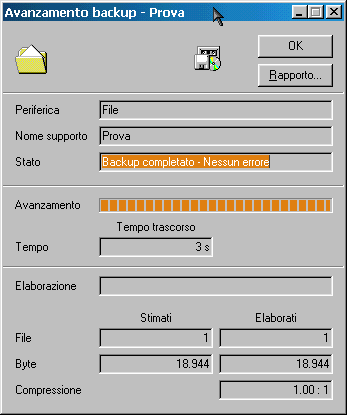 Avanzamento backup - Prova
OK
Rapporto...
Periferica File
Nome supporto Prova
Stato Backup completato - Nessun errore
Avanzamento
Tempo trascorso
Tempo 3 s
Elaborazione
Stimati Elaborati
File 1 1
Byte 18.944 18.944
Compressione 1.00 : 1